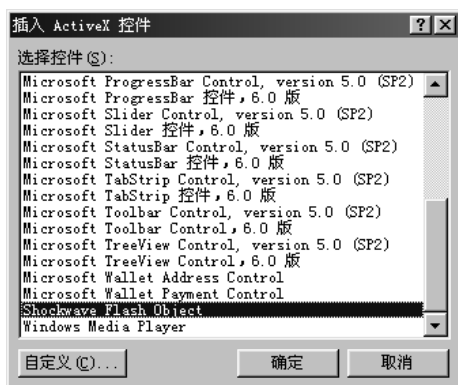 插入 ActiveX 控件
选择控件(S):
Microsoft ProgressBar Control, version 5.0 (SP2)
Microsoft ProgressBar 控件，6.0 版
Microsoft Slider Control, version 5.0 (SP2)
Microsoft Slider 控件，6.0 版
Microsoft StatusBar Control, version 5.0 (SP2)
Microsoft StatusBar 控件，6.0 版
Microsoft TabStrip Control, version 5.0 (SP2)
Microsoft TabStrip 控件，6.0 版
Microsoft Toolbar Control, version 5.0 (SP2)
Microsoft Toolbar Control，6.0 版
Microsoft TreeView Control, version 5.0 (SP2)
Microsoft TreeView Control，6.0 版
Microsoft Wallet Address Control
Microsoft Wallet Payment Control
Shockwave Flash Object
Windows Media Player
自定义(C)... 确定 取消